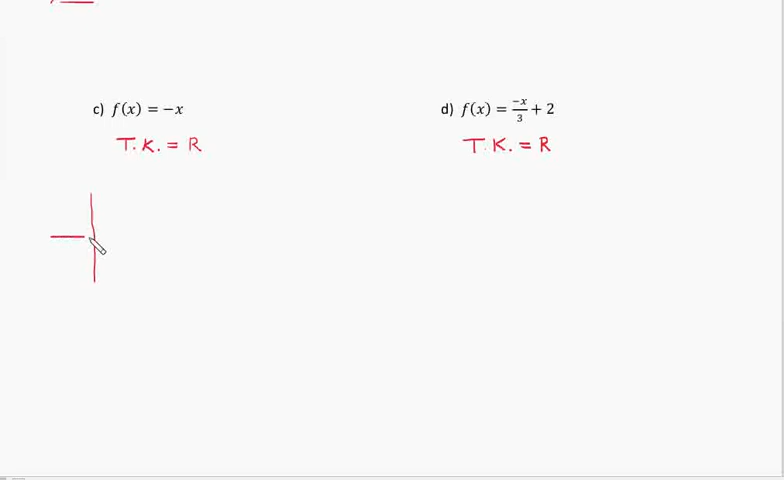 c) f(x) = −x
T.K. = R
d) f(x) = −x/3 + 2
T.K. = R